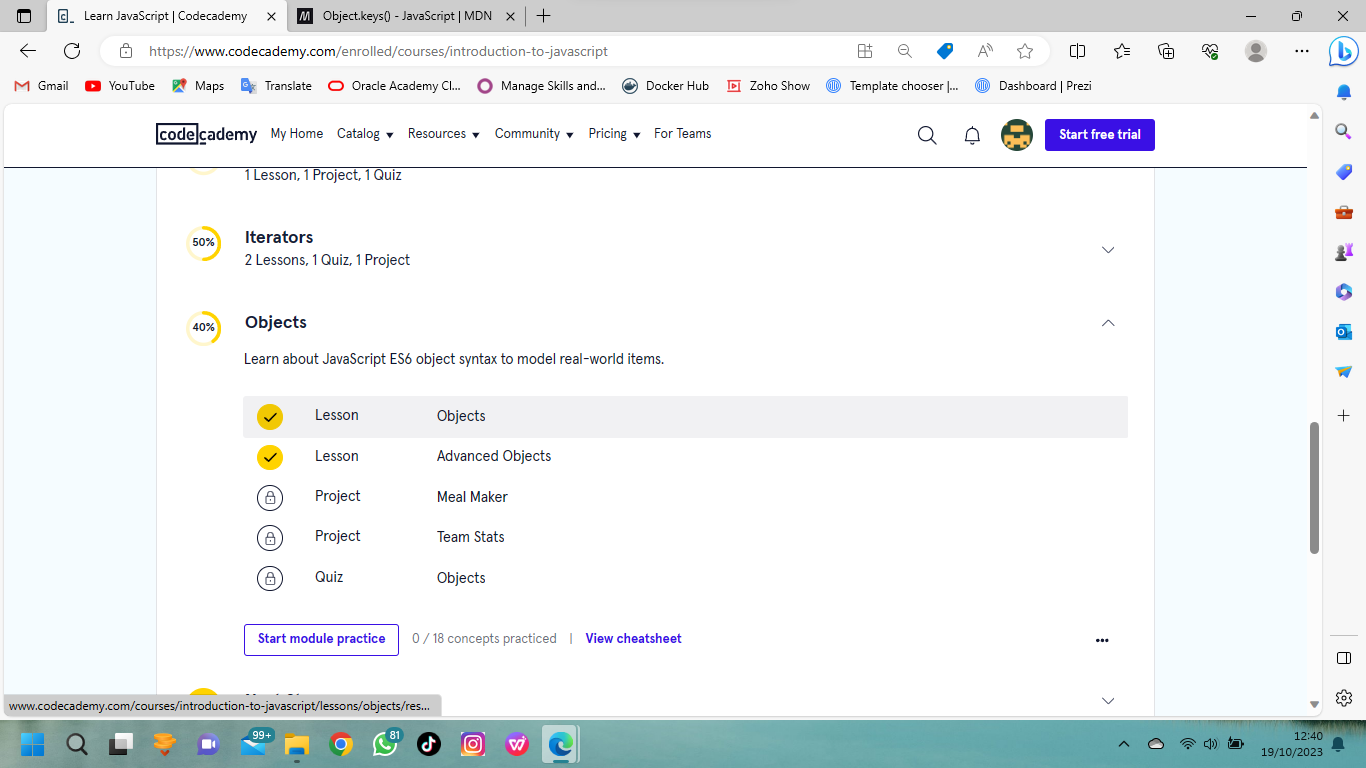 Learn JavaScript | Codecademy
Object.keys() - JavaScript | MDN
https://www.codecademy.com/enrolled/courses/introduction-to-javascript
Gmail YouTube Maps Translate Oracle Academy Cl... Manage Skills and... Docker Hub Zoho Show Template chooser |... Dashboard | Prezi
codecademy My Home Catalog Resources Community Pricing For Teams Start free trial
1 Lesson, 1 Project, 1 Quiz
50% Iterators
2 Lessons, 1 Quiz, 1 Project
40% Objects
Learn about JavaScript ES6 object syntax to model real-world items.
Lesson Objects
Lesson Advanced Objects
Project Meal Maker
Project Team Stats
Quiz Objects
Start module practice 0 / 18 concepts practiced | View cheatsheet
www.codecademy.com/courses/introduction-to-javascript/lessons/objects/res...
99+ 81
12:40
19/10/2023